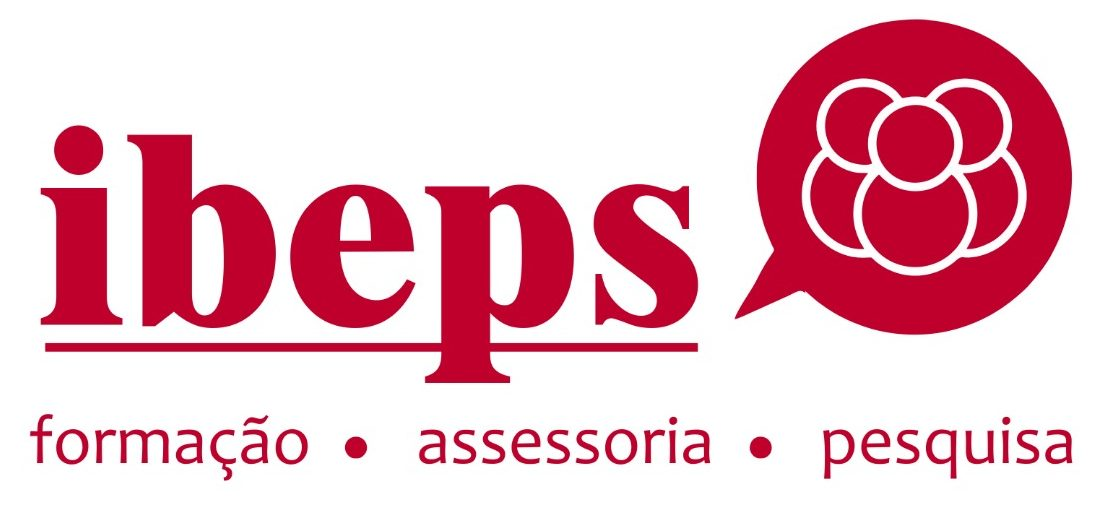 ibeps
formação • assessoria • pesquisa